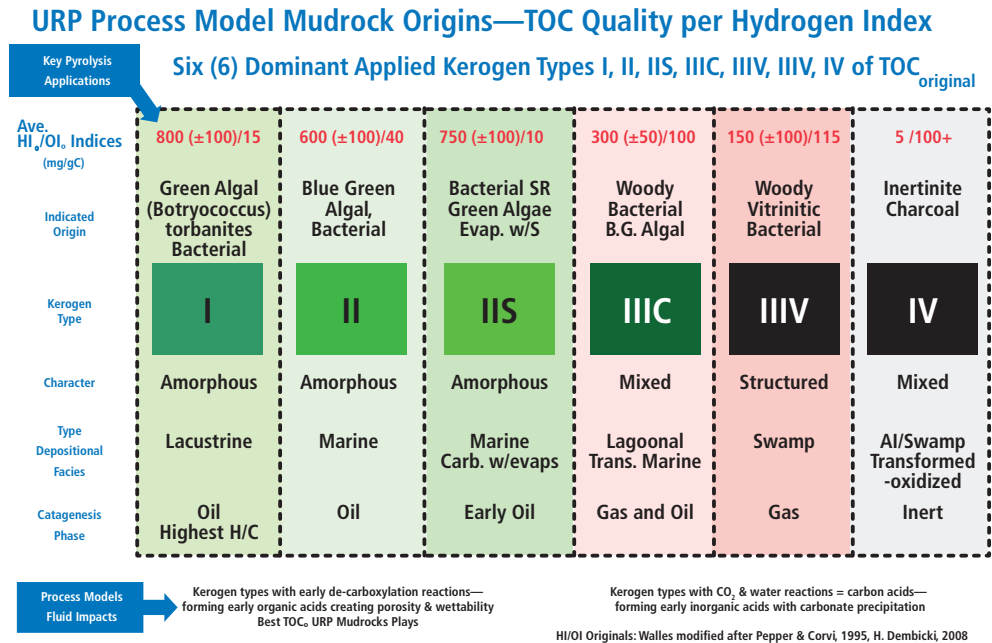 URP Process Model Mudrock Origins—TOC Quality per Hydrogen Index
Key Pyrolysis
Applications
Six (6) Dominant Applied Kerogen Types I, II, IIS, IIIC, IIIV, IIIV, IV of TOC original
Ave.
HIₒ/OIₒ Indices
(mg/gC)
800 (±100)/15
600 (±100)/40
750 (±100)/10
300 (±50)/100
150 (±100)/115
5 /100+
Indicated
Origin
Green Algal
(Botryococcus)
torbanites
Bacterial
Blue Green
Algal,
Bacterial
Bacterial SR
Green Algae
Evap. w/S
Woody
Bacterial
B.G. Algal
Woody
Vitrinitic
Bacterial
Inertinite
Charcoal
Kerogen
Type
I
II
IIS
IIIC
IIIV
IV
Character
Amorphous
Amorphous
Amorphous
Mixed
Structured
Mixed
Type
Depositional
Facies
Lacustrine
Marine
Marine
Carb. w/evaps
Lagoonal
Trans. Marine
Swamp
AI/Swamp
Transformed
-oxidized
Catagenesis
Phase
Oil
Highest H/C
Oil
Early Oil
Gas and Oil
Gas
Inert
Process Models
Fluid Impacts
Kerogen types with early de-carboxylation reactions—
forming early organic acids creating porosity & wettability
Best TOCₒ URP Mudrocks Plays
Kerogen types with CO₂ & water reactions = carbon acids—
forming early inorganic acids with carbonate precipitation
HI/OI Originals: Walles modified after Pepper & Corvi, 1995, H. Dembicki, 2008